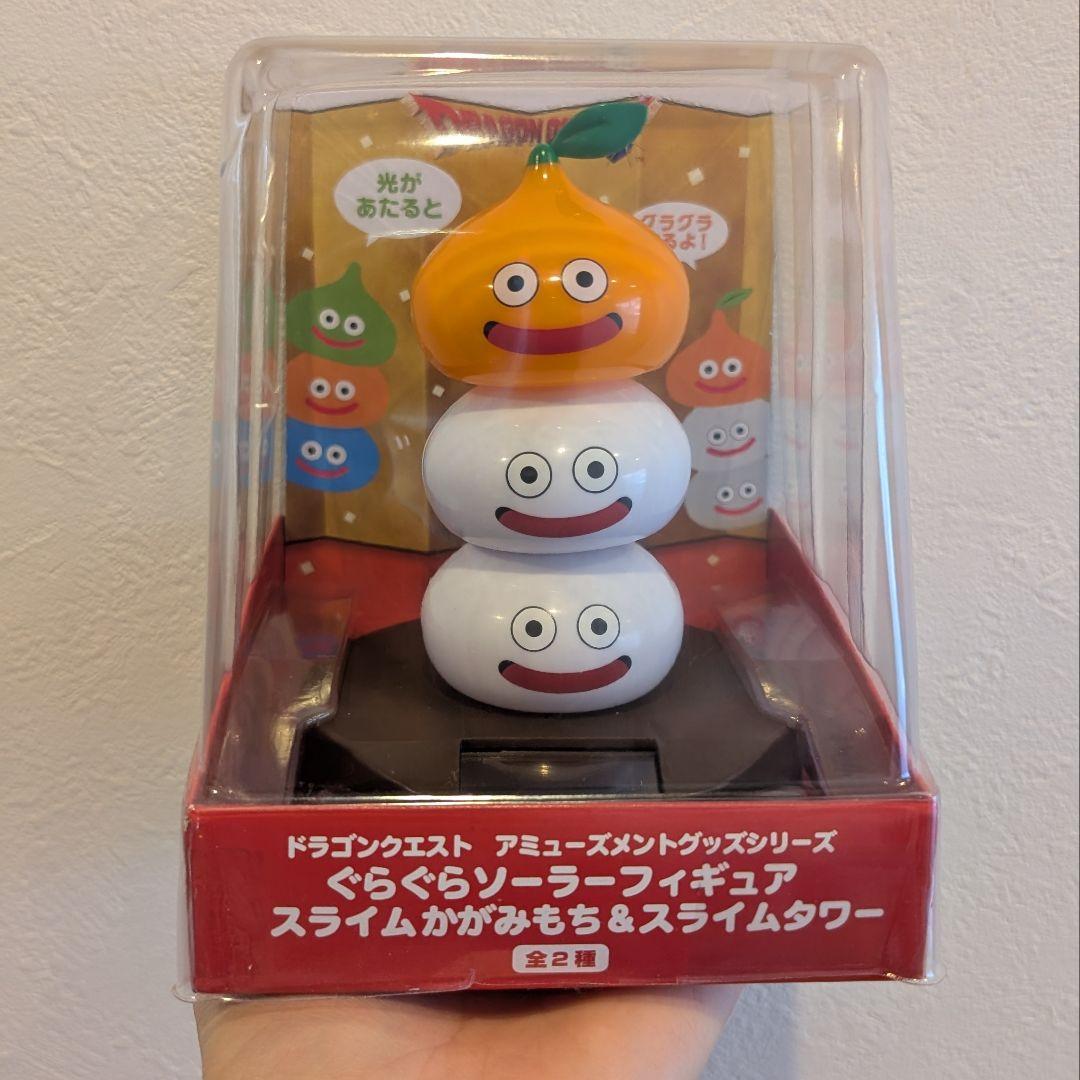 DRAGON
光が
あたると
グラグラ
るよ！
ドラゴンクエスト アミューズメントグッズシリーズ
ぐらぐらソーラーフィギュア
スライムかがみもち＆スライムタワー
全2種